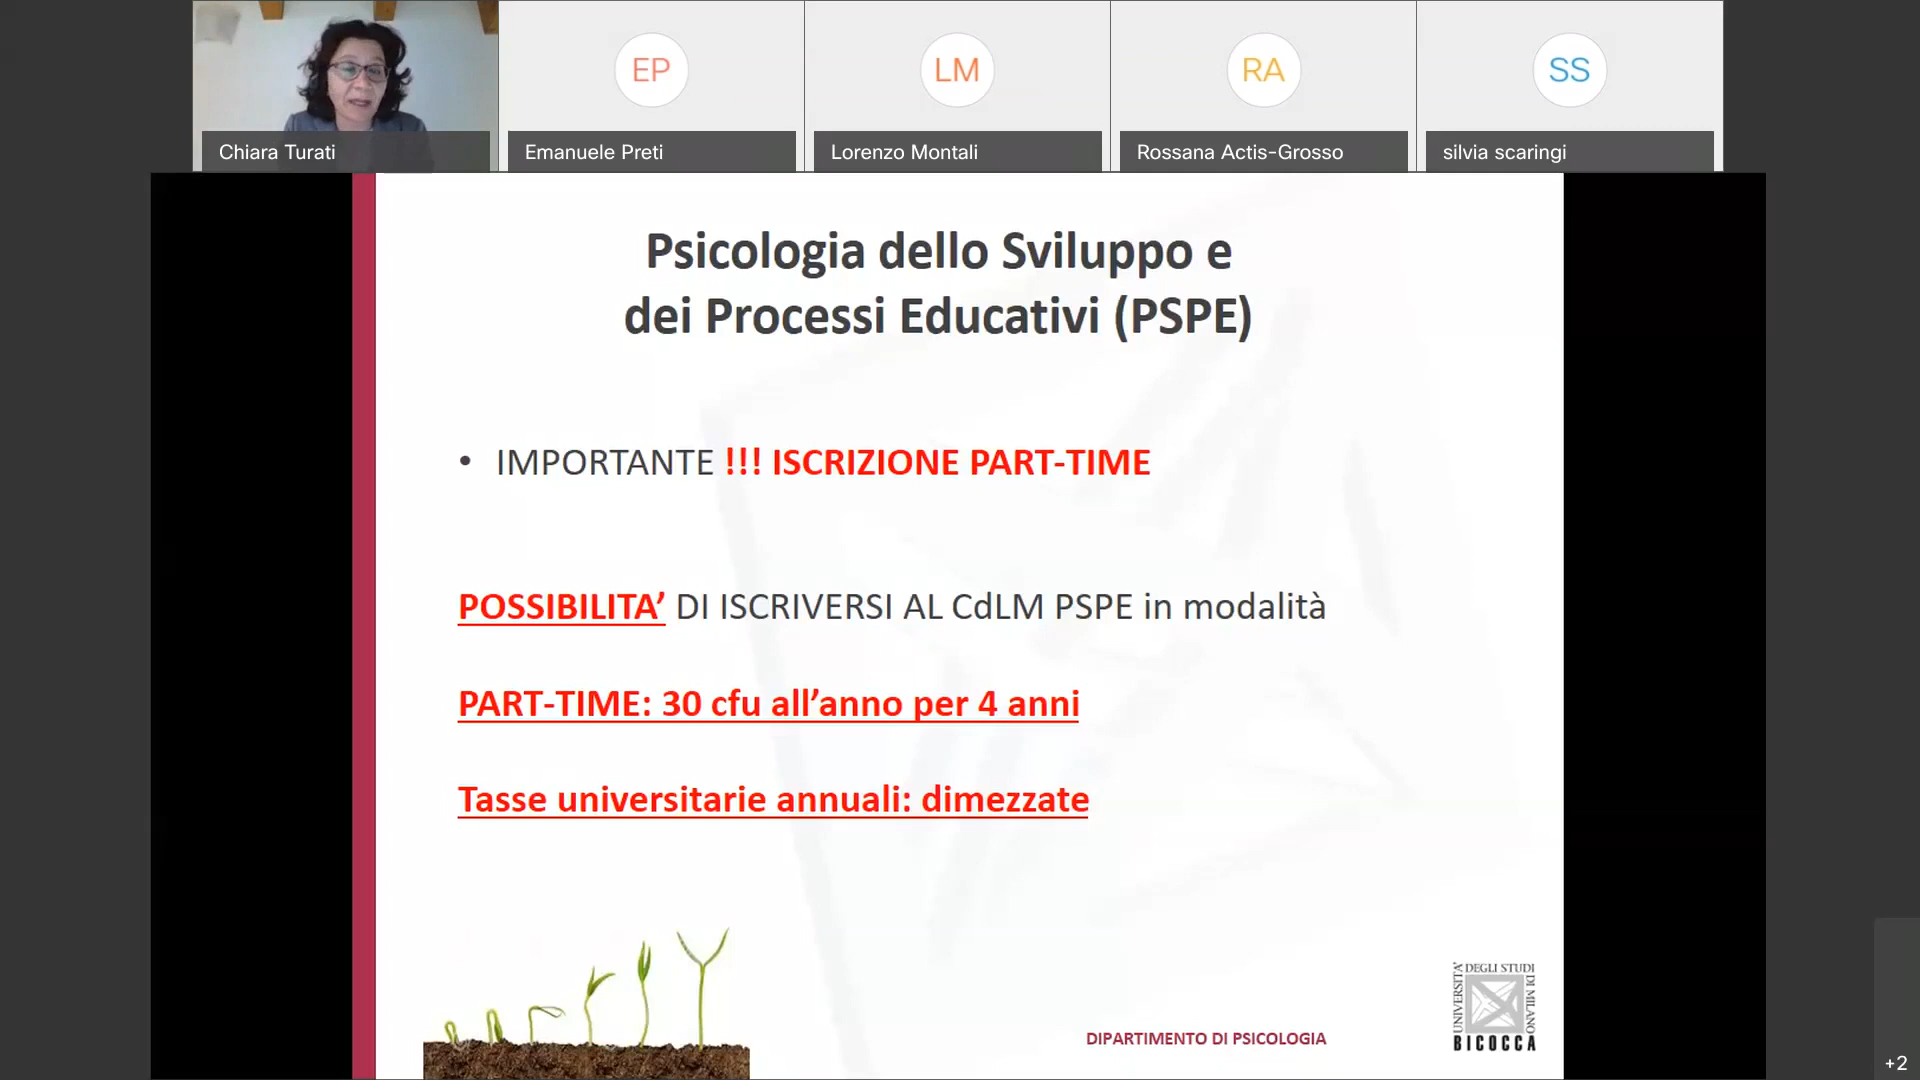 EP
LM
RA
SS
Chiara Turati
Emanuele Preti
Lorenzo Montali
Rossana Actis-Grosso
silvia scaringi
Psicologia dello Sviluppo e
dei Processi Educativi (PSPE)
• IMPORTANTE !!! ISCRIZIONE PART-TIME
POSSIBILITA’ DI ISCRIVERSI AL CdLM PSPE in modalità
PART-TIME: 30 cfu all’anno per 4 anni
Tasse universitarie annuali: dimezzate
DIPARTIMENTO DI PSICOLOGIA
UNIVERSITA’
DEGLI STUDI
DI MILANO
BICOCCA
+2